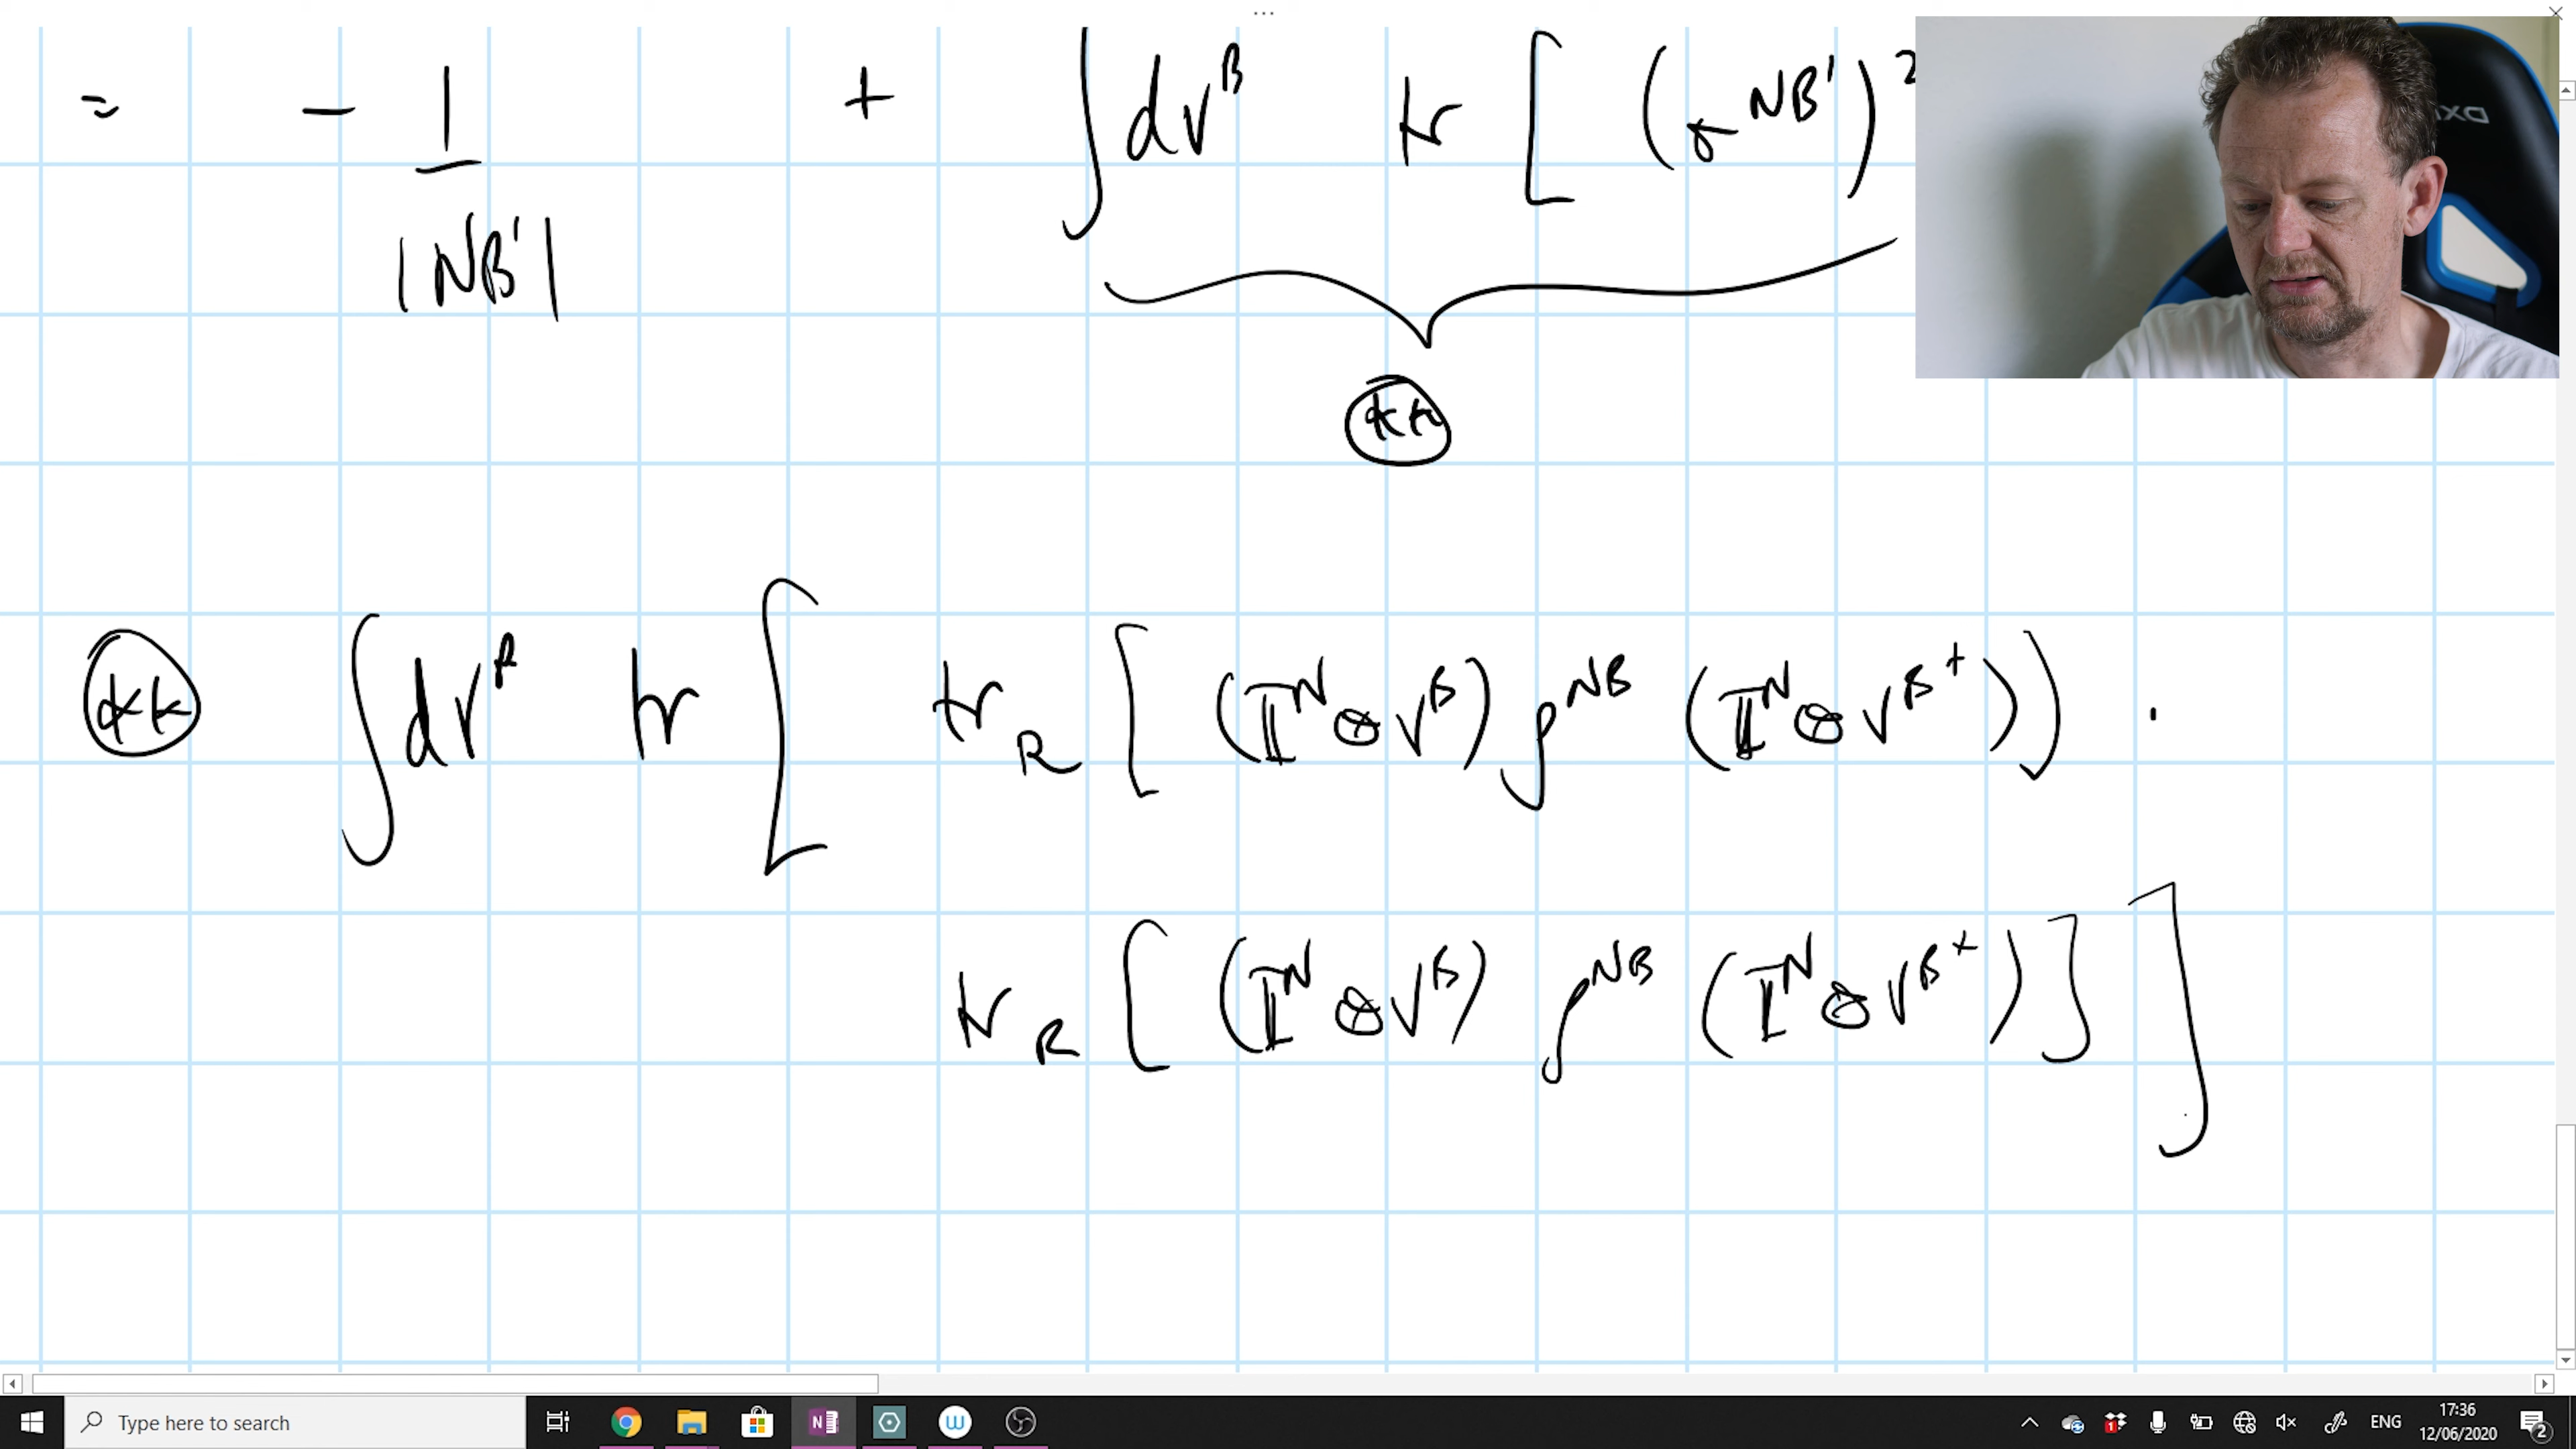 = - 1/|NB'| + ∫ dV^B tr [ (σ^{NB'})^2
(**)
(**) ∫ dV^B tr [ tr_R [ (𝕀^N ⊗ V^B) ρ^{NB} (𝕀^N ⊗ V^{B†}) ] ·
tr_R [ (𝕀^N ⊗ V^B) ρ^{NB} (𝕀^N ⊗ V^{B†}) ] ]
Type here to search
ENG
17:36
12/06/2020